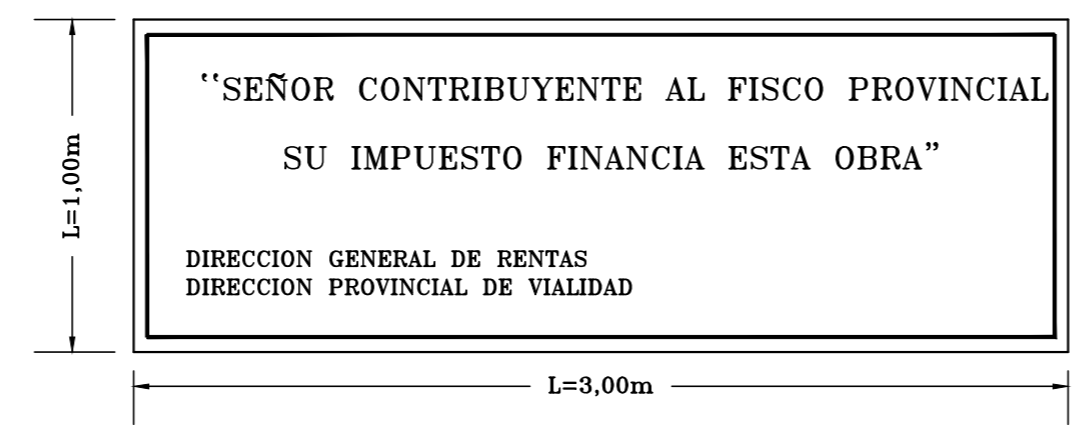 ‘‘SEÑOR CONTRIBUYENTE AL FISCO PROVINCIAL
SU IMPUESTO FINANCIA ESTA OBRA”
DIRECCION GENERAL DE RENTAS
DIRECCION PROVINCIAL DE VIALIDAD
L=1,00m
L=3,00m